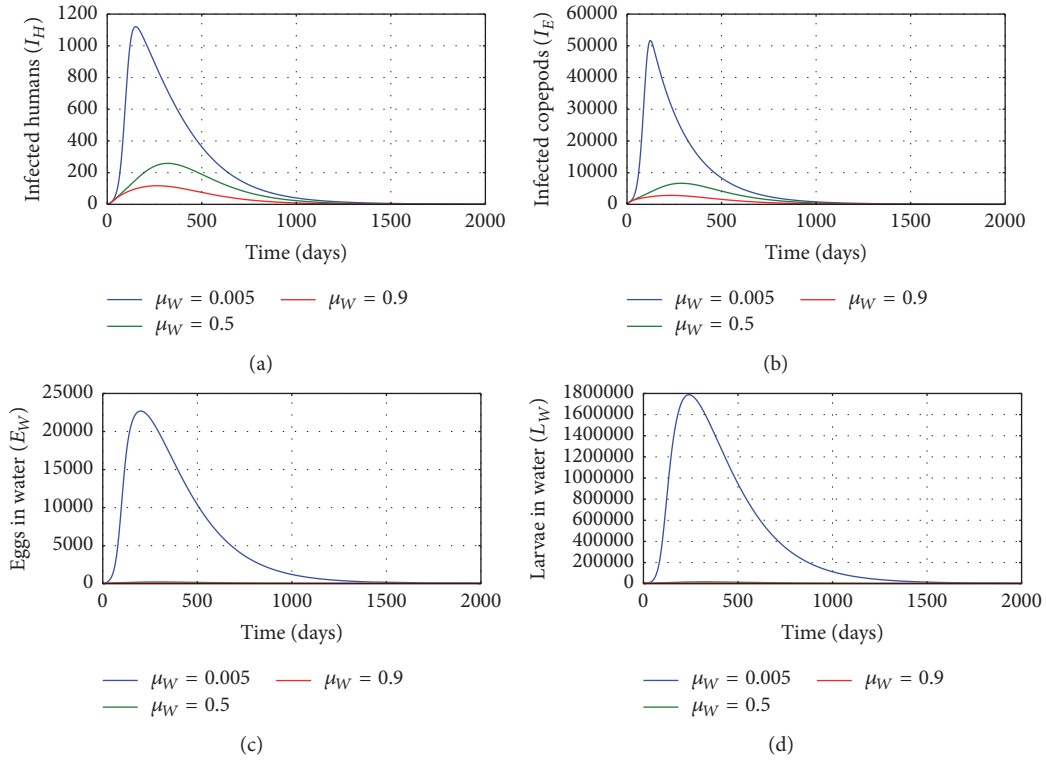 1200
1000
800
600
400
200
0
Infected humans (I_H)
0 500 1000 1500 2000
Time (days)
μ_W = 0.005 μ_W = 0.9
μ_W = 0.5
(a)
60000
50000
40000
30000
20000
10000
0
Infected copepods (I_E)
0 500 1000 1500 2000
Time (days)
μ_W = 0.005 μ_W = 0.9
μ_W = 0.5
(b)
25000
20000
15000
10000
5000
0
Eggs in water (E_W)
0 500 1000 1500 2000
Time (days)
μ_W = 0.005 μ_W = 0.9
μ_W = 0.5
(c)
1800000
1600000
1400000
1200000
1000000
800000
600000
400000
200000
0
Larvae in water (L_W)
0 500 1000 1500 2000
Time (days)
μ_W = 0.005 μ_W = 0.9
μ_W = 0.5
(d)